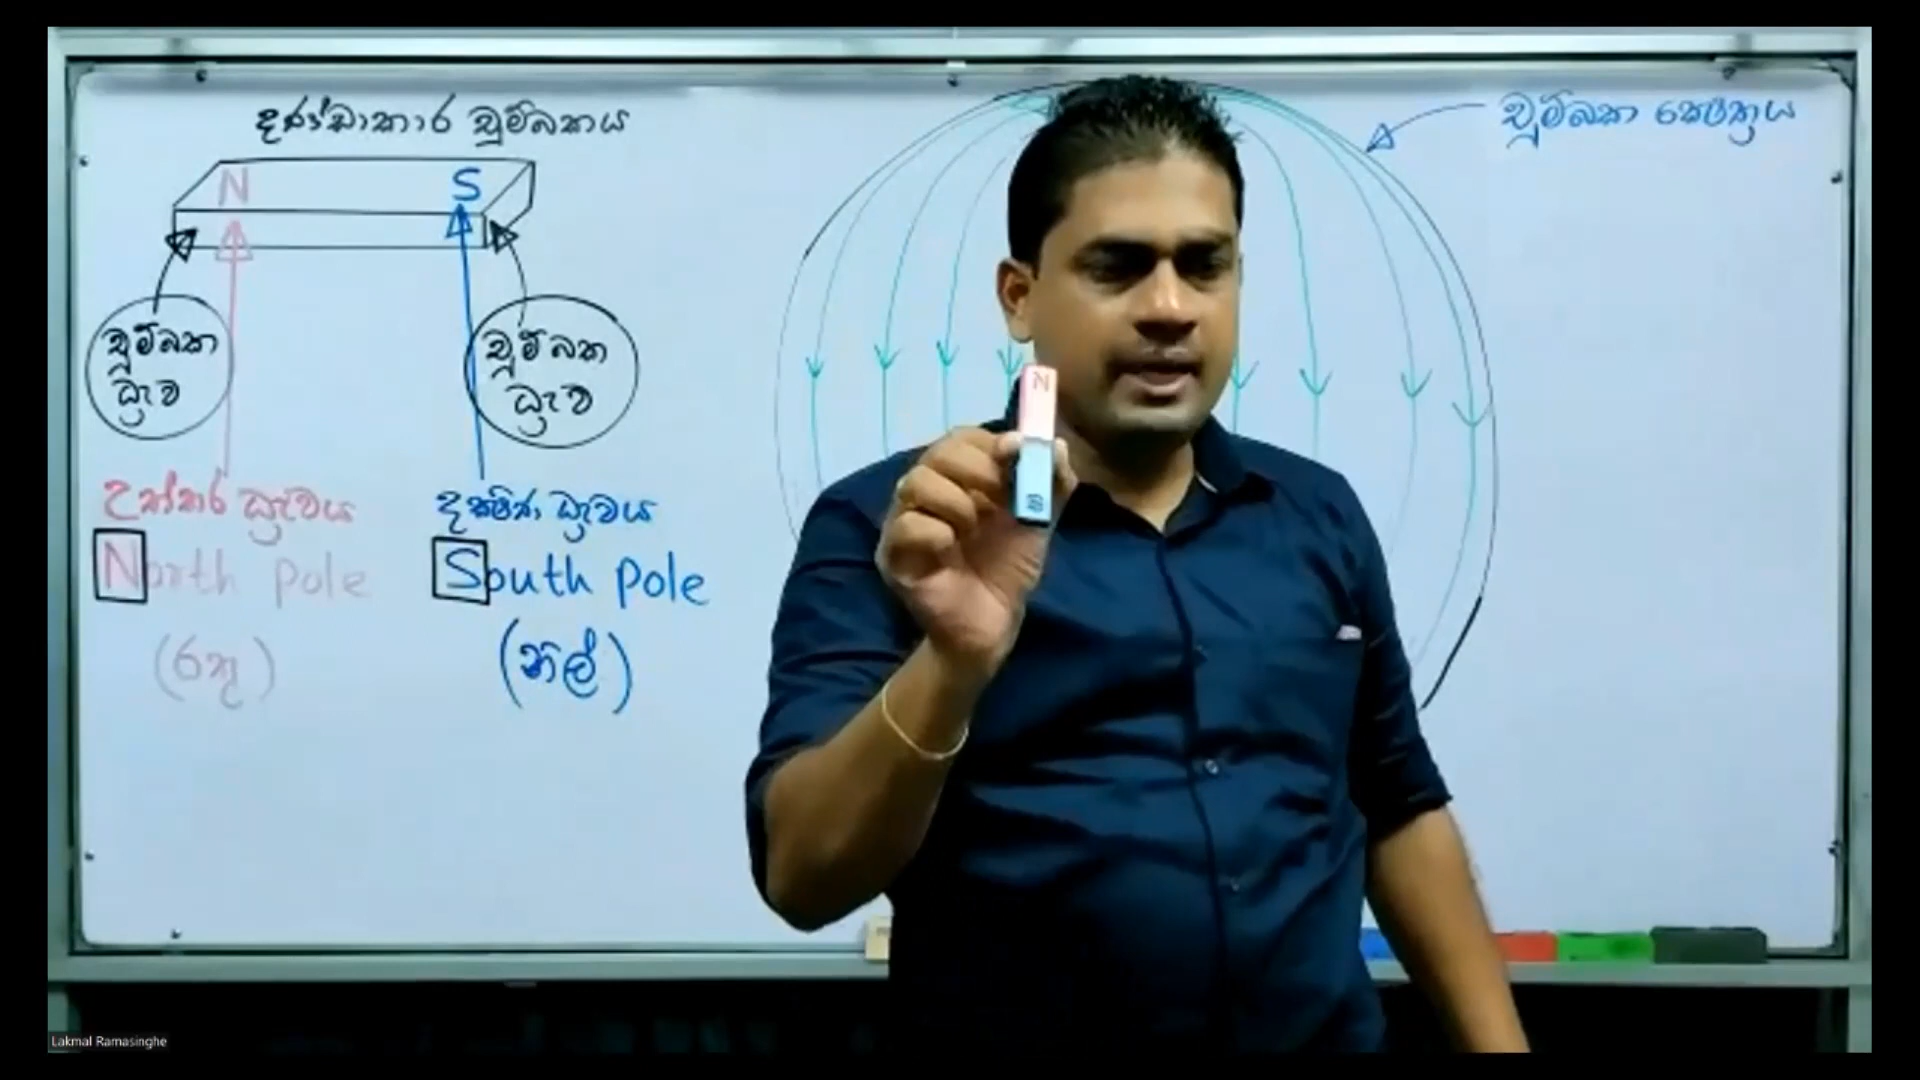 දණ්ඩාකාර චුම්බකය
N
S
චුම්බක
ධ්‍රැව
චුම්බක
ධ්‍රැව
උත්තර ධ්‍රැවය
North pole
(රතු)
දක්ෂිණ ධ්‍රැවය
South pole
(නිල්)
චුම්බක ක්ෂේත්‍රය
N
S
Lakmal Ramasinghe